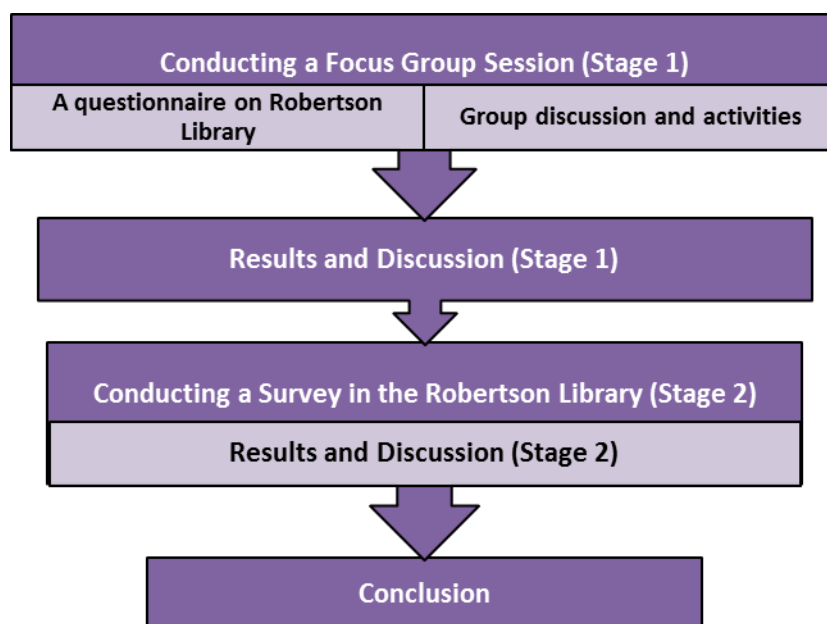 Conducting a Focus Group Session (Stage 1)
A questionnaire on Robertson
Library
Group discussion and activities
Results and Discussion (Stage 1)
Conducting a Survey in the Robertson Library (Stage 2)
Results and Discussion (Stage 2)
Conclusion